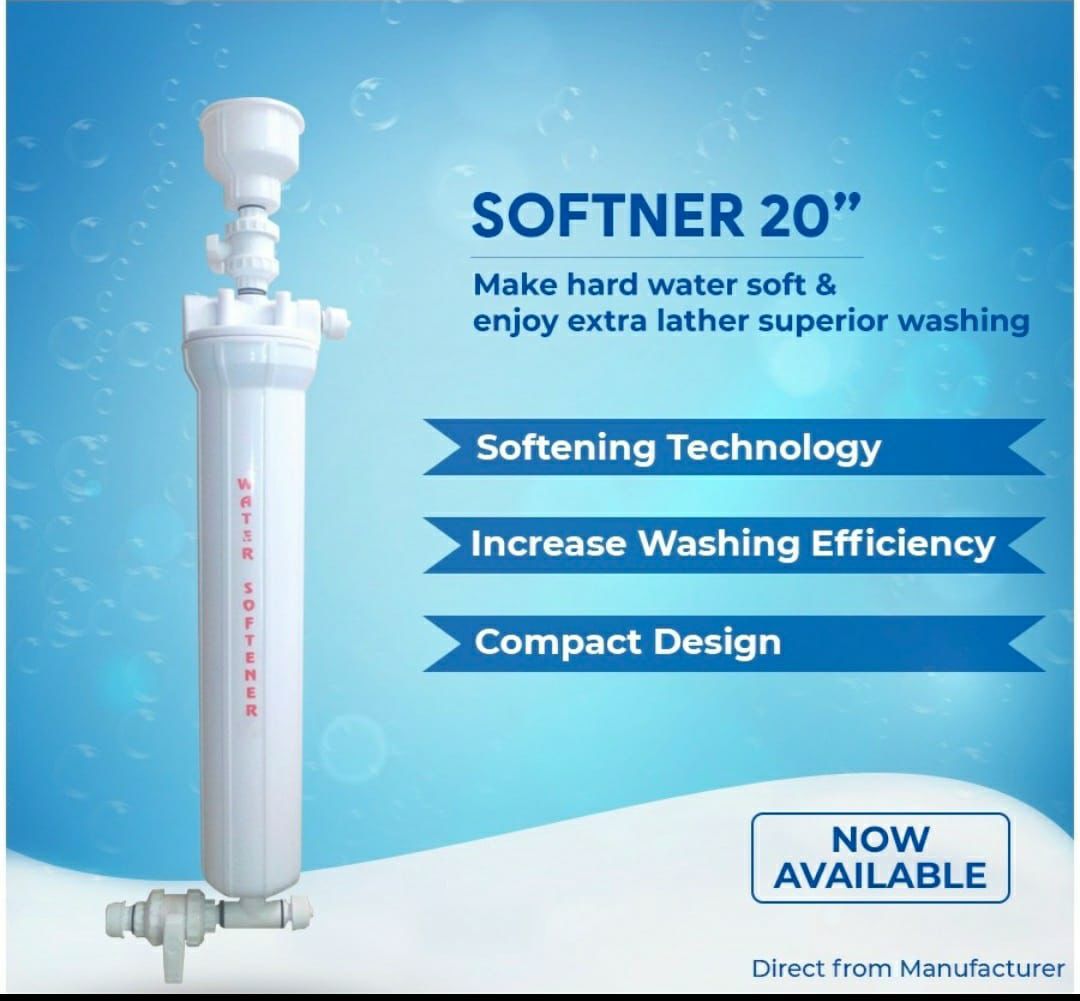 SOFTNER 20”
Make hard water soft &
enjoy extra lather superior washing
Softening Technology
Increase Washing Efficiency
Compact Design
WATER SOFTENER
NOW
AVAILABLE
Direct from Manufacturer